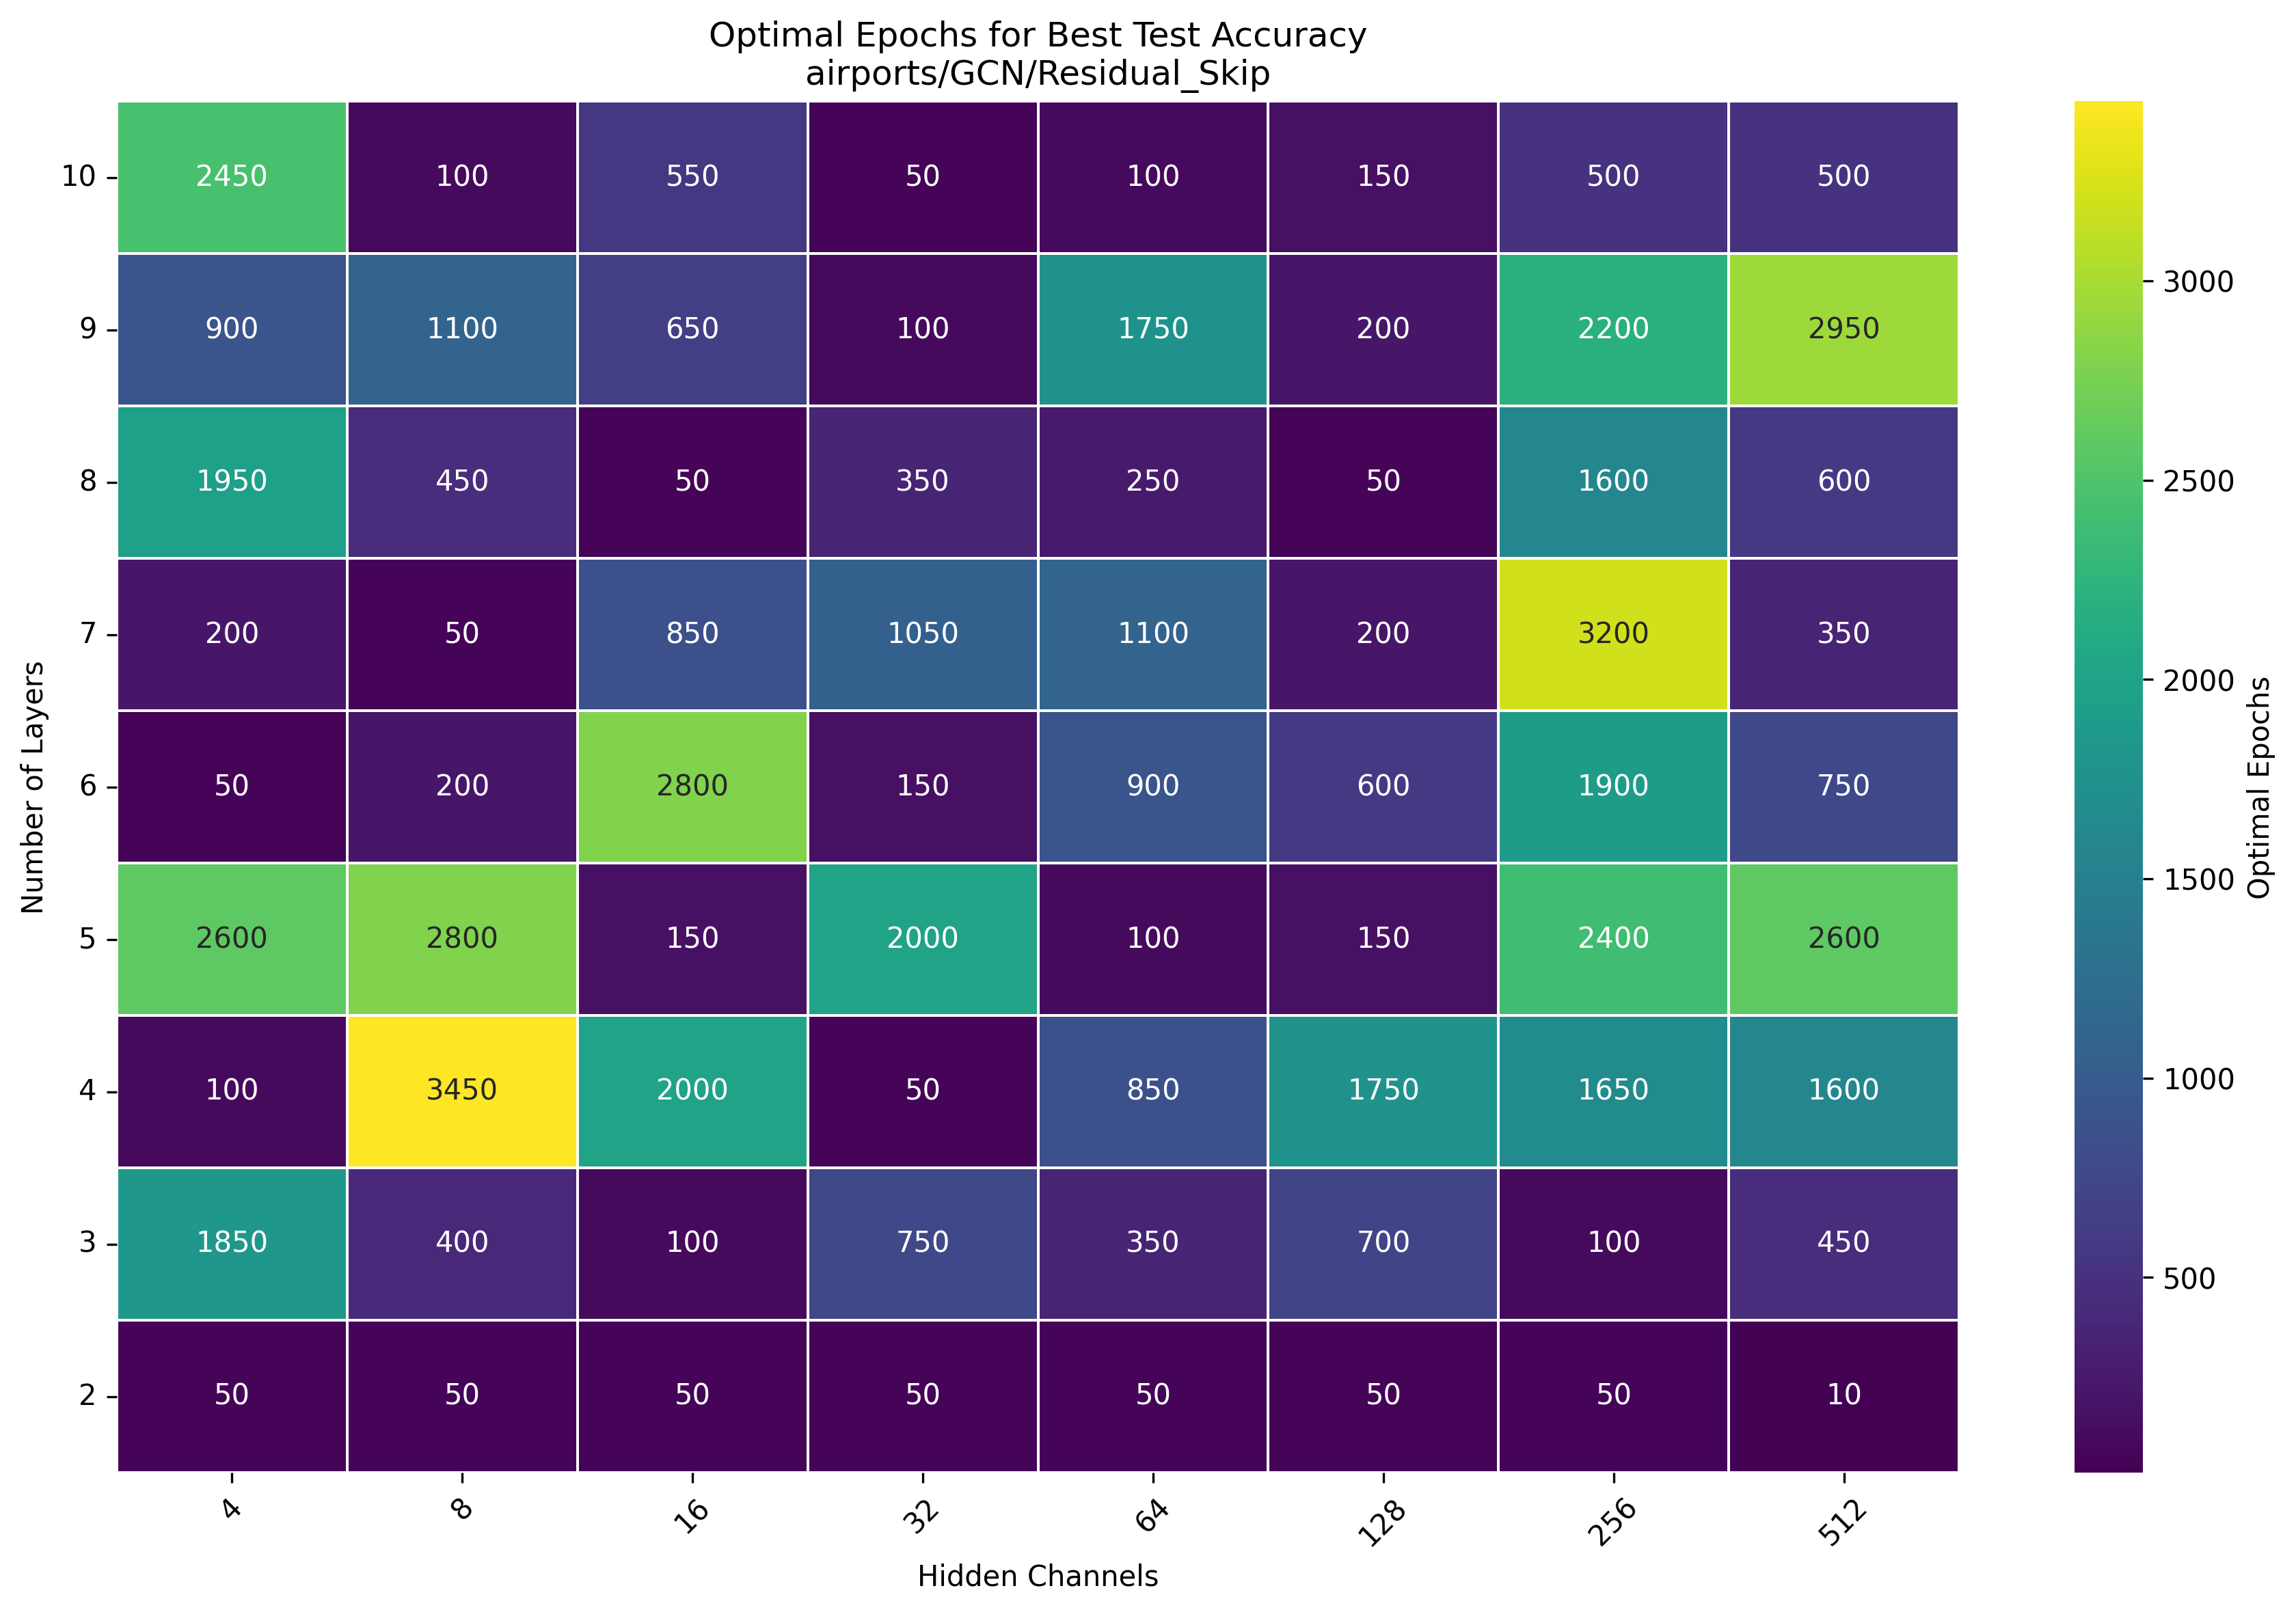 Optimal Epochs for Best Test Accuracy
airports/GCN/Residual_Skip
Number of Layers
10 2450 100 550 50 100 150 500 500
9 900 1100 650 100 1750 200 2200 2950
8 1950 450 50 350 250 50 1600 600
7 200 50 850 1050 1100 200 3200 350
6 50 200 2800 150 900 600 1900 750
5 2600 2800 150 2000 100 150 2400 2600
4 100 3450 2000 50 850 1750 1650 1600
3 1850 400 100 750 350 700 100 450
2 50 50 50 50 50 50 50 10
4 8 16 32 64 128 256 512
Hidden Channels
3000
2500
2000
1500
1000
500
Optimal Epochs